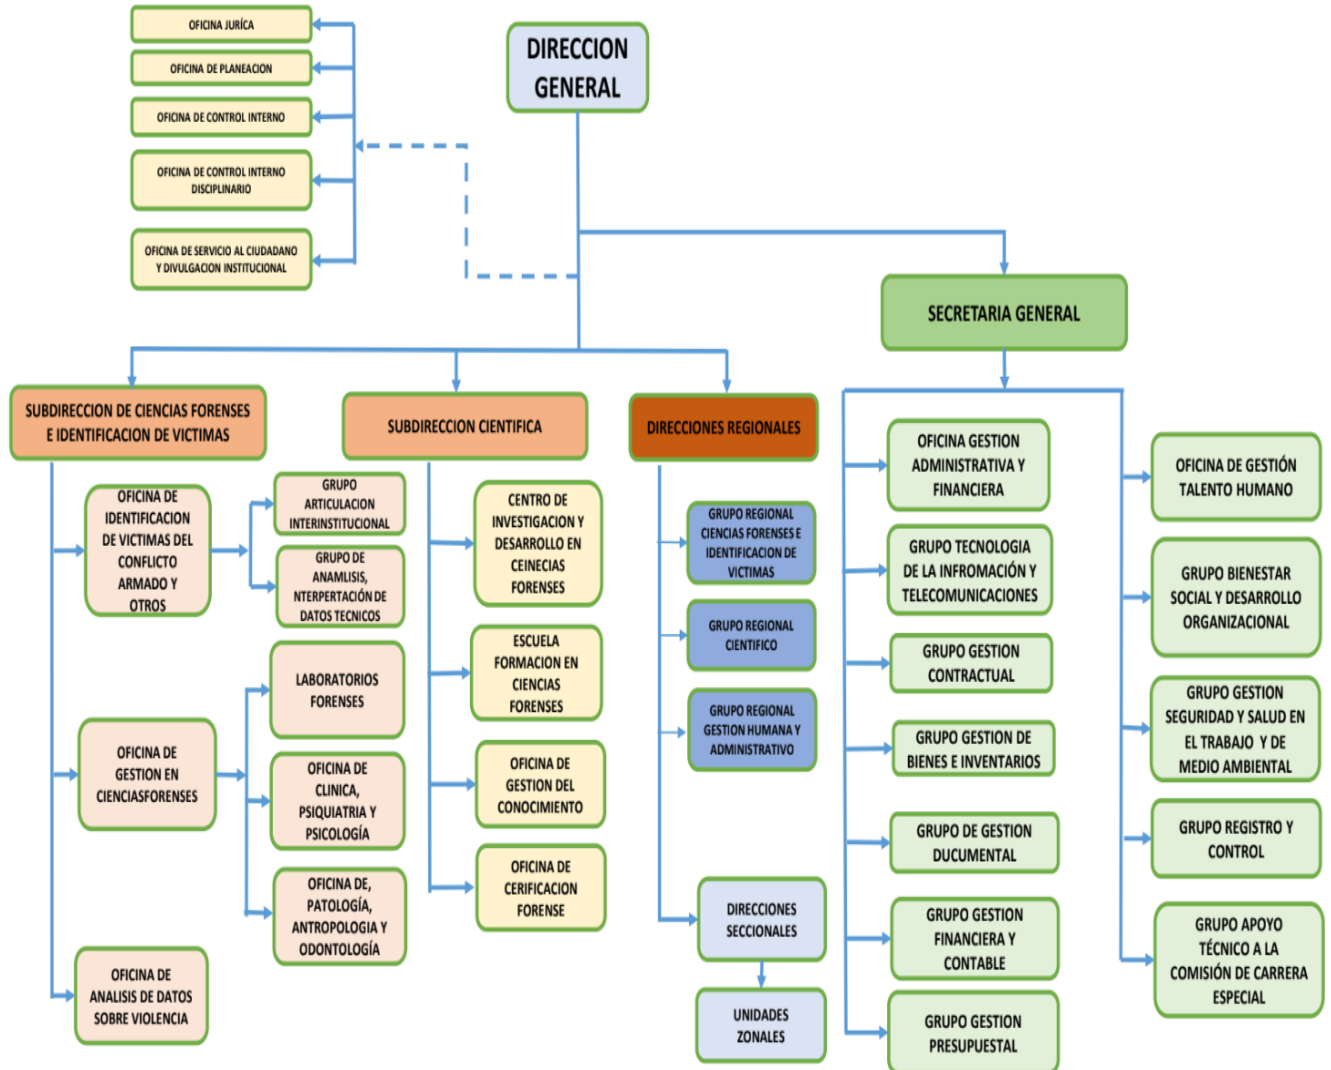 OFICINA JURÍCA
OFICINA DE PLANEACION
OFICINA DE CONTROL INTERNO
OFICINA DE CONTROL INTERNO
DISCIPLINARIO
OFICINA DE SERVICIO AL CIUDADANO
Y DIVULGACION INSTITUCIONAL
DIRECCION
GENERAL
SECRETARIA GENERAL
SUBDIRECCION DE CIENCIAS FORENSES
E IDENTIFICACION DE VICTIMAS
OFICINA DE
IDENTIFICACION
DE VICTIMAS DEL
CONFLICTO
ARMADO Y
OTROS
GRUPO
ARTICULACION
INTERINSTITUCIONAL
GRUPO DE
ANAMLISIS,
NTERPERTACIÓN DE
DATOS TECNICOS
OFICINA DE
GESTION EN
CIENCIASFORENSES
LABORATORIOS
FORENSES
OFICINA DE
CLINICA,
PSIQUIATRIA Y
PSICOLOGÍA
OFICINA DE,
PATOLOGÍA,
ANTROPOLOGIA Y
ODONTOLOGÍA
OFICINA DE
ANALISIS DE DATOS
SOBRE VIOLENCIA
SUBDIRECCION CIENTIFICA
CENTRO DE
INVESTIGACION Y
DESARROLLO EN
CEINECIAS
FORENSES
ESCUELA
FORMACION EN
CIENCIAS
FORENSES
OFICINA DE
GESTION DEL
CONOCIMIENTO
OFICINA DE
CERIFICACION
FORENSE
DIRECCIONES REGIONALES
GRUPO REGIONAL
CIENCIAS FORENSES E
IDENTIFICACION DE
VICTIMAS
GRUPO REGIONAL
CIENTIFICO
GRUPO REGIONAL
GESTION HUMANA Y
ADMINISTRATIVO
DIRECCIONES
SECCIONALES
UNIDADES
ZONALES
OFICINA GESTION
ADMINISTRATIVA Y
FINANCIERA
GRUPO TECNOLOGIA
DE LA INFROMACIÓN Y
TELECOMUNICACIONES
GRUPO GESTION
CONTRACTUAL
GRUPO GESTION DE
BIENES E INVENTARIOS
GRUPO DE GESTION
DUCUMENTAL
GRUPO GESTION
FINANCIERA Y
CONTABLE
GRUPO GESTION
PRESUPUESTAL
OFICINA DE GESTIÓN
TALENTO HUMANO
GRUPO BIENESTAR
SOCIAL Y DESARROLLO
ORGANIZACIONAL
GRUPO GESTION
SEGURIDAD Y SALUD EN
EL TRABAJO Y DE
MEDIO AMBIENTAL
GRUPO REGISTRO Y
CONTROL
GRUPO APOYO
TÉCNICO A LA
COMISIÓN DE CARRERA
ESPECIAL